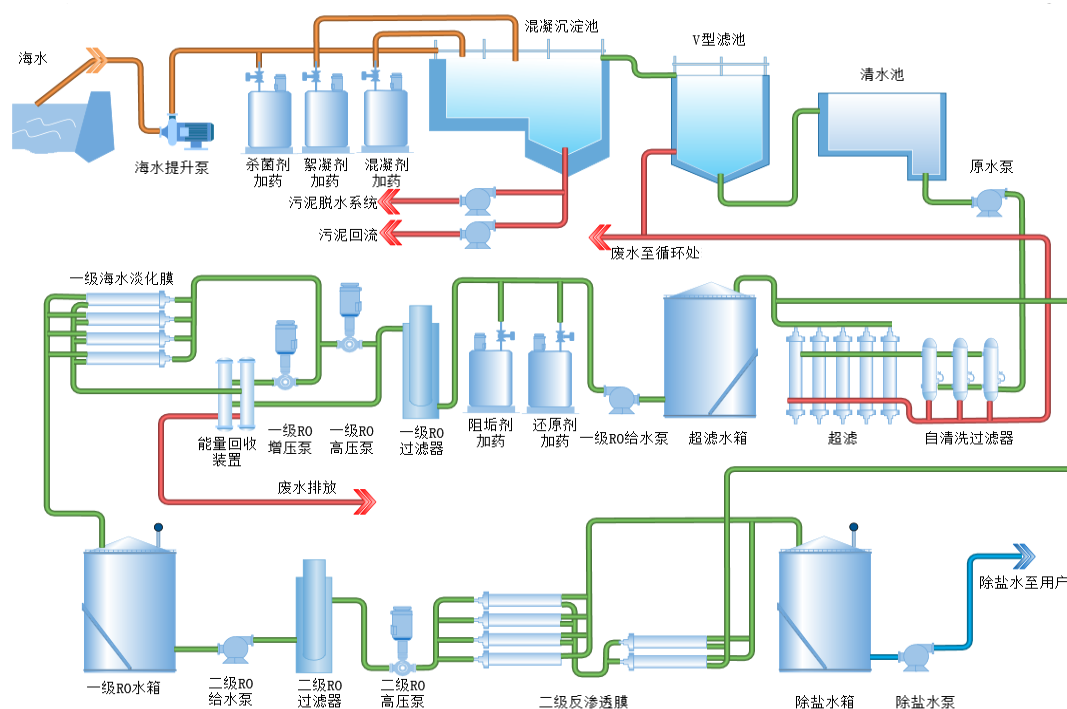 混凝沉淀池
V型滤池
海水
清水池
海水提升泵
杀菌剂
加药
絮凝剂
加药
混凝剂
加药
原水泵
污泥脱水系统
污泥回流
废水至循环处
一级海水淡化膜
能量回收
装置
一级RO
增压泵
一级RO
高压泵
一级RO
过滤器
阻垢剂
加药
还原剂
加药
一级RO给水泵
超滤水箱
超滤
自清洗过滤器
废水排放
除盐水至用户
一级RO水箱
二级RO
给水泵
二级RO
过滤器
二级RO
高压泵
二级反渗透膜
除盐水箱
除盐水泵